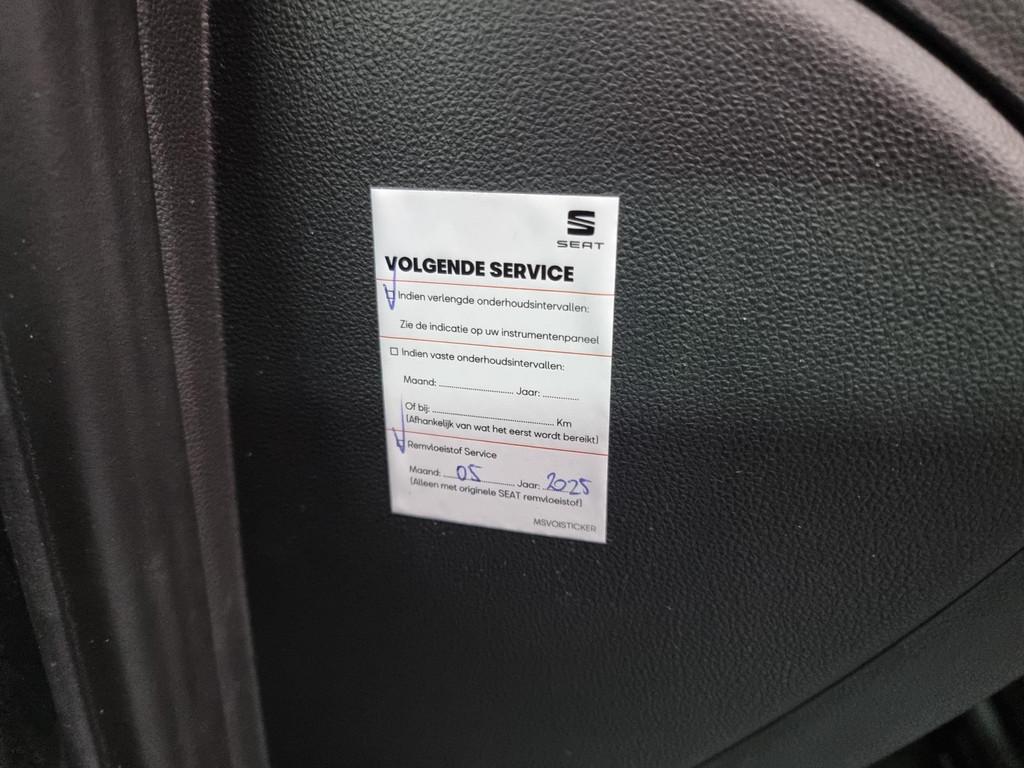 SEAT
VOLGENDE SERVICE
Indien verlengde onderhoudsintervallen:
Zie de indicatie op uw instrumentenpaneel
☐ Indien vaste onderhoudsintervallen:
Maand: .................... Jaar: ..........
Of bij: ................................ Km
(Afhankelijk van wat het eerst wordt bereikt)
Remvloeistof Service
Maand: 05 Jaar: 2025
(Alleen met originele SEAT remvloeistof)
MSVOISTICKER